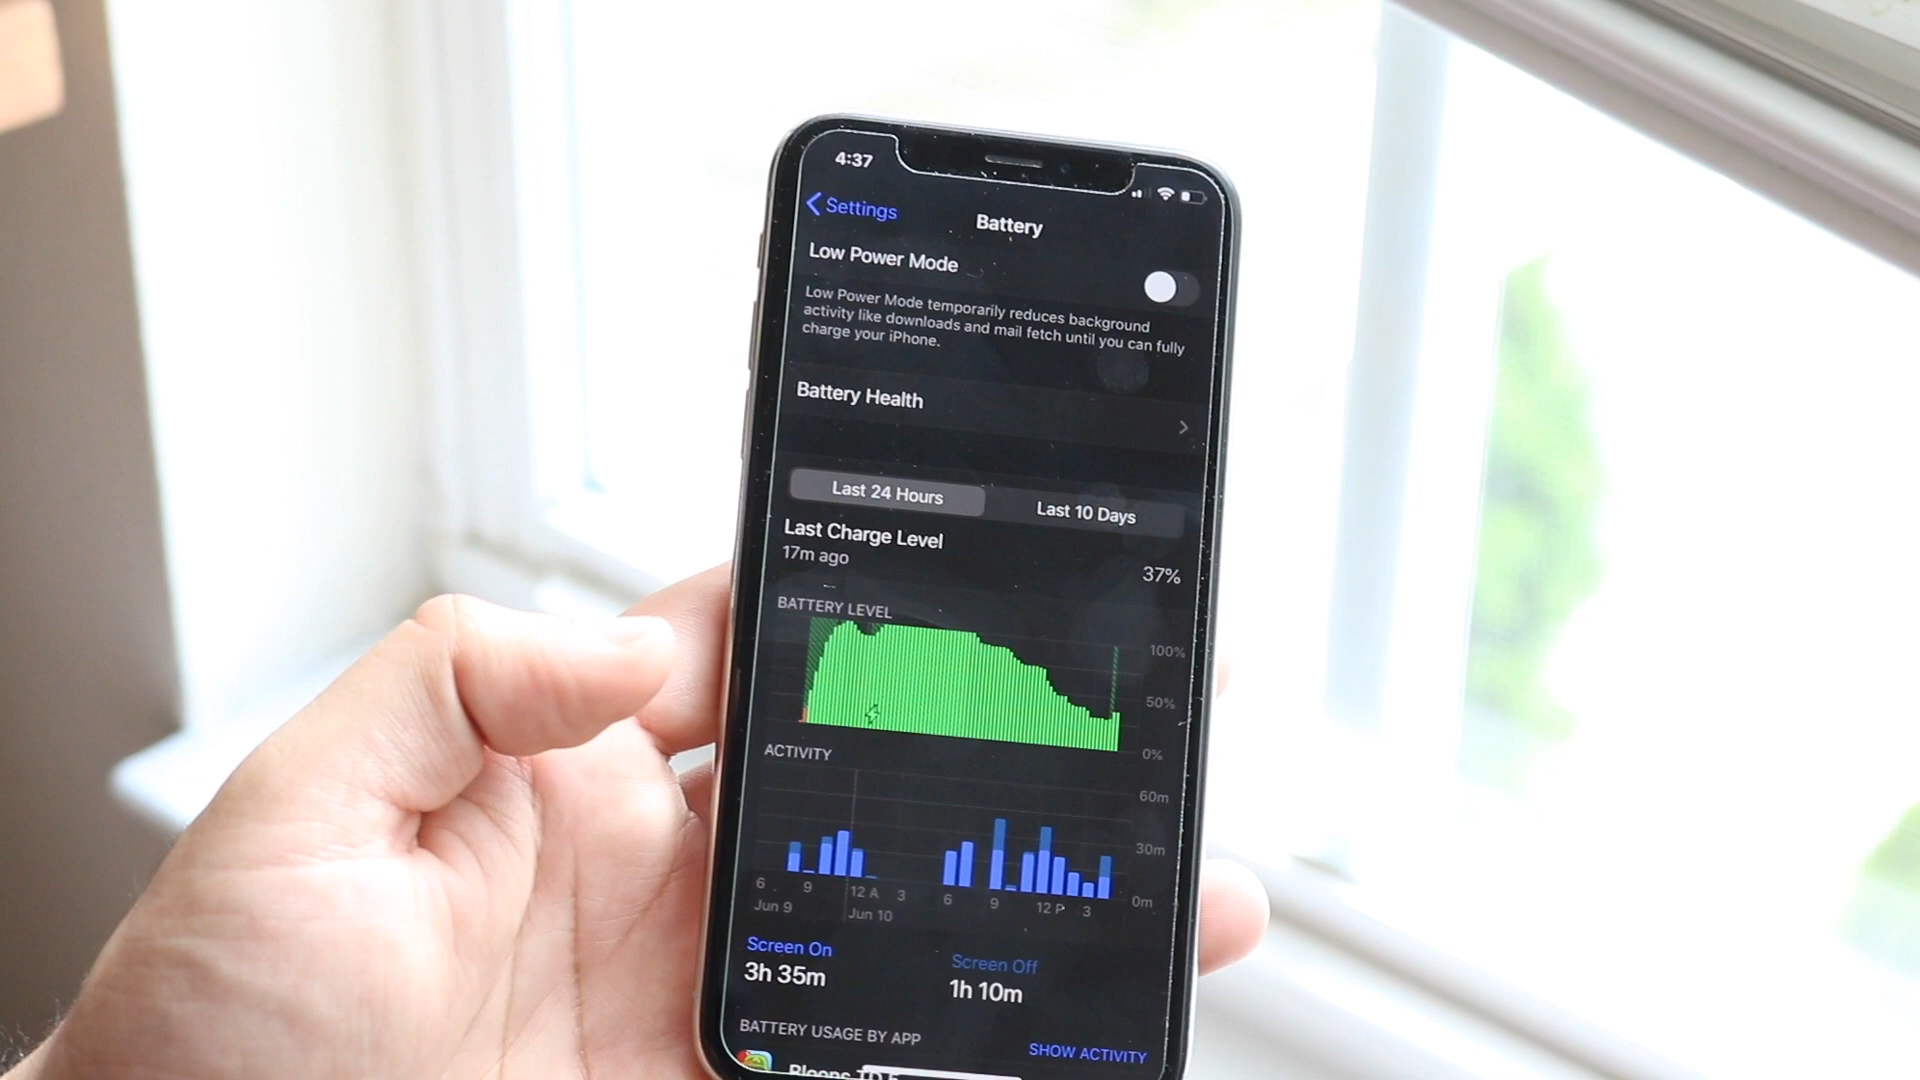 4:37
Settings
Battery
Low Power Mode
Low Power Mode temporarily reduces background
activity like downloads and mail fetch until you can fully
charge your iPhone.
Battery Health
Last 24 Hours
Last 10 Days
Last Charge Level
17m ago
37%
BATTERY LEVEL
100%
50%
0%
ACTIVITY
60m
30m
0m
6 9 12 A 3 6 9 12 P 3
Jun 9 Jun 10
Screen On
3h 35m
Screen Off
1h 10m
BATTERY USAGE BY APP
SHOW ACTIVITY
Bloons TD